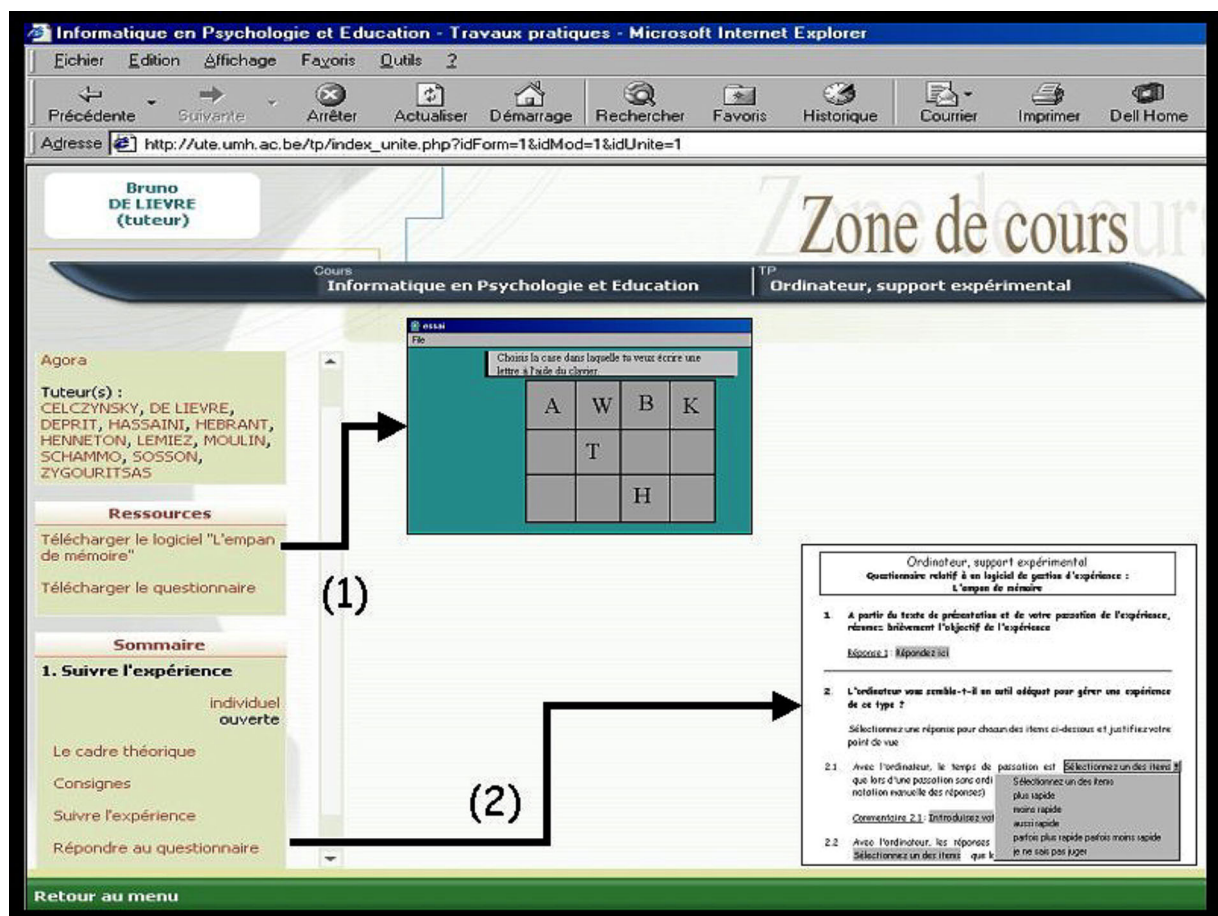 Informatique en Psychologie et Education - Travaux pratiques - Microsoft Internet Explorer
Fichier Edition Affichage Favoris Outils ?
Précédente Suivante Arrêter Actualiser Démarrage Rechercher Favoris Historique Courrier Imprimer Dell Home
Adresse http://ute.umh.ac.be/tp/index_unite.php?idForm=1&idMod=1&idUnite=1
Bruno
DE LIEVRE
(tuteur)
Zone de cours
Cours
Informatique en Psychologie et Education
TP
Ordinateur, support expérimental
Agora
Tuteur(s) :
CELCZYNSKY, DE LIEVRE,
DEPRIT, HASSAINI, HEBRANT,
HENNETON, LEMIEZ, MOULIN,
SCHAMMO, SOSSON,
ZYGOURITSAS
Ressources
Télécharger le logiciel "L'empan
de mémoire"
Télécharger le questionnaire
Sommaire
1. Suivre l'expérience
individuel
ouverte
Le cadre théorique
Consignes
Suivre l'expérience
Répondre au questionnaire
Retour au menu
(1)
(2)
essai
File
Choisis la case dans laquelle tu veux écrire une
lettre à l'aide du clavier.
A W B K
T
H
Ordinateur, support expérimental
Questionnaire relatif à un logiciel de gestion d'expérience :
L'empan de mémoire
1. A partir du texte de présentation et de votre passation de l'expérience,
résumez brièvement l'objectif de l'expérience
Réponse 1 : Répondez ici
2. L'ordinateur vous semble-t-il un outil adéquat pour gérer une expérience
de ce type ?
Sélectionnez une réponse pour chacun des items ci-dessous et justifiez votre
point de vue
2.1 Avec l'ordinateur, le temps de passation est Sélectionnez un des items
que lors d'une passation sans ordi
notation manuelle des réponses)
Commentaire 2.1 : Introduisez vot
2.2 Avec l'ordinateur, les réponses
Sélectionnez un des items que l
Sélectionnez un des items
plus rapide
moins rapide
aussi rapide
parfois plus rapide parfois moins rapide
je ne sais pas juger